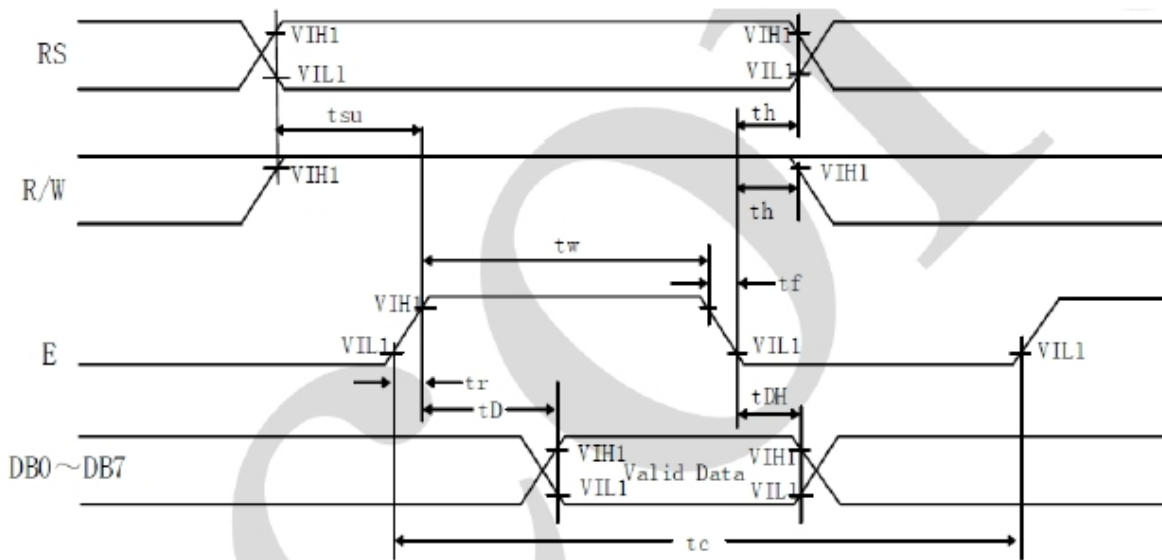 RS VIH1 VIH1
VIL1 VIL1
tsu th
R/W VIH1 VIH1
th
tw
tf
VIH1
E VIL1 VIL1 VIL1
tr
tD tDH
DB0～DB7 VIH1 Valid Data VIH1
VIL1 VIL1
tc